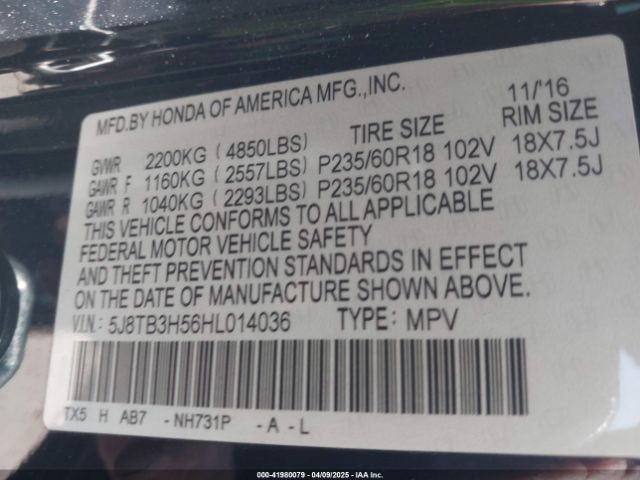 MFD.BY HONDA OF AMERICA MFG.,INC. 11/'16
TIRE SIZE RIM SIZE
GVWR 2200KG (4850LBS)
GAWR F 1160KG (2557LBS) P235/60R18 102V 18X7.5J
GAWR R 1040KG (2293LBS) P235/60R18 102V 18X7.5J
THIS VEHICLE CONFORMS TO ALL APPLICABLE
FEDERAL MOTOR VEHICLE SAFETY
AND THEFT PREVENTION STANDARDS IN EFFECT
ON THE DATE OF MANUFACTURE SHOWN ABOVE.
V.I.N.: 5J8TB3H56HL014036 TYPE: MPV
TX5 H AB7 - NH731P - A - L
000-41980079 - 04/09/2025 - IAA Inc.